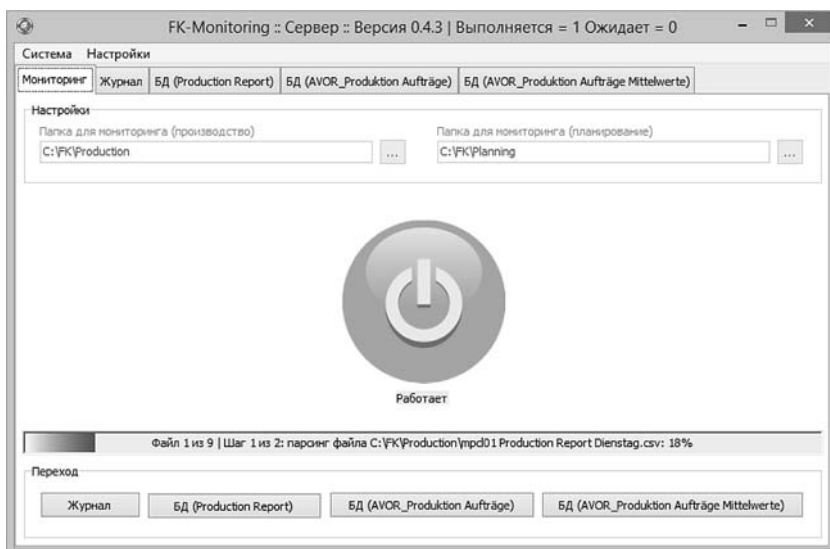 FK-Monitoring :: Сервер :: Версия 0.4.3 | Выполняется = 1 Ожидает = 0
Система Настройки
Мониторинг Журнал БД (Production Report) БД (AVOR_Produktion Aufträge) БД (AVOR_Produktion Aufträge Mittelwerte)
Настройки
Папка для мониторинга (производство) Папка для мониторинга (планирование)
C:\FK\Production ... C:\FK\Planning ...
Работает
Файл 1 из 9 | Шаг 1 из 2: парсинг файла C:\FK\Production\mpcl01 Production Report Dienstag.csv: 18%
Переход
Журнал БД (Production Report) БД (AVOR_Produktion Aufträge) БД (AVOR_Produktion Aufträge Mittelwerte)